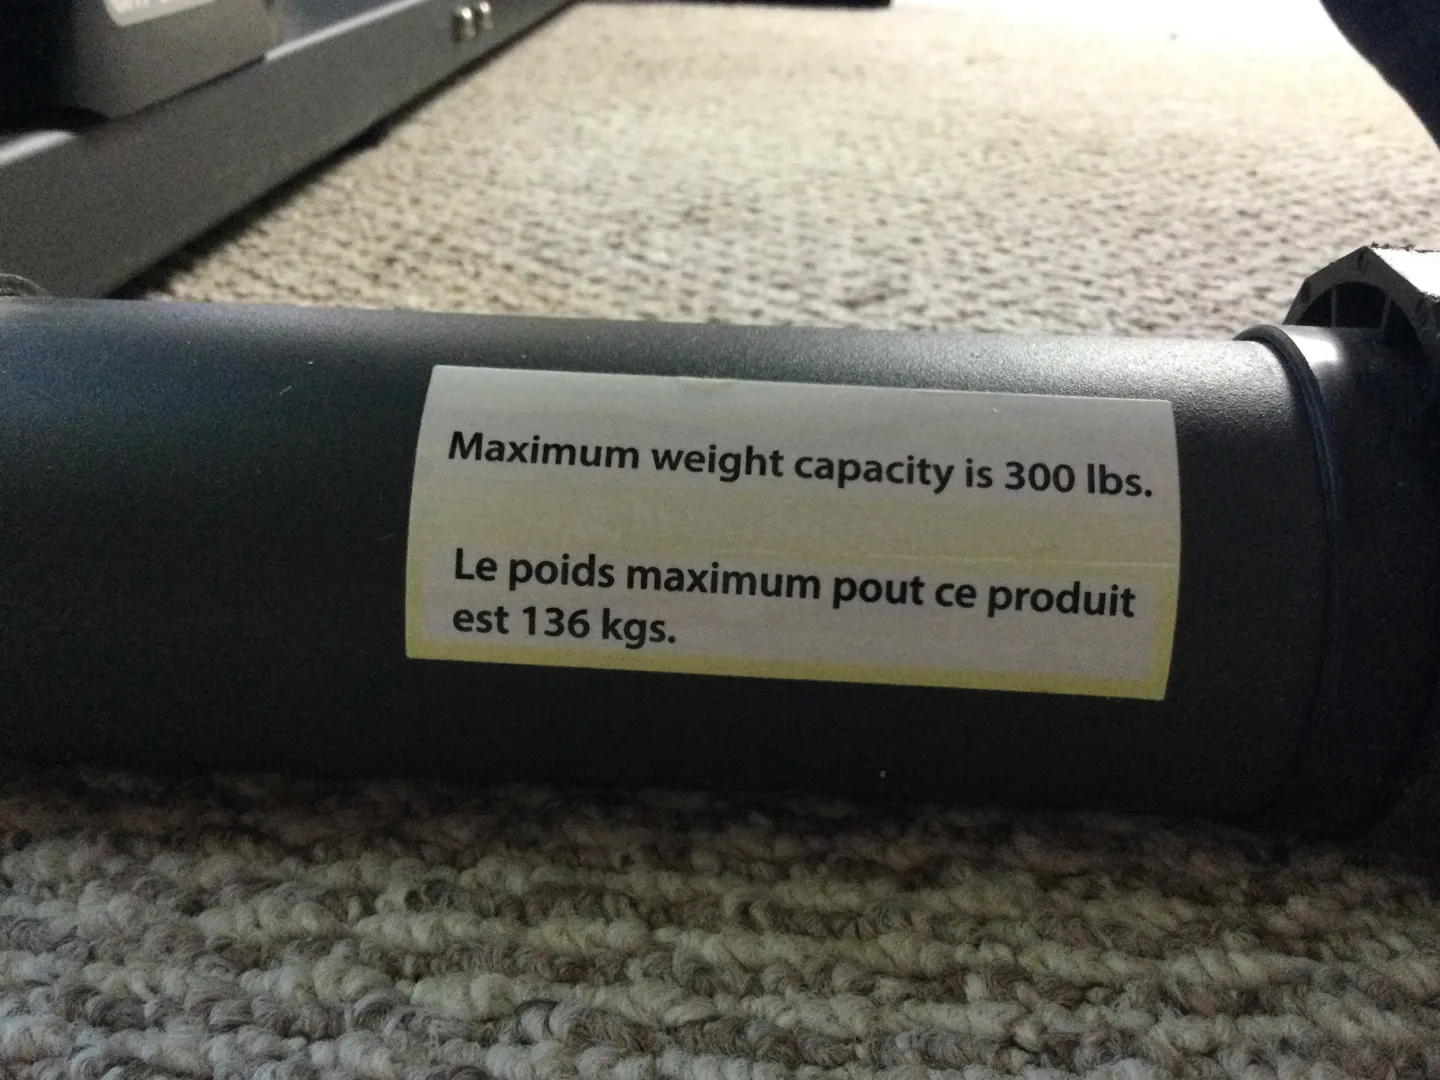 Maximum weight capacity is 300 lbs.
Le poids maximum pout ce produit
est 136 kgs.